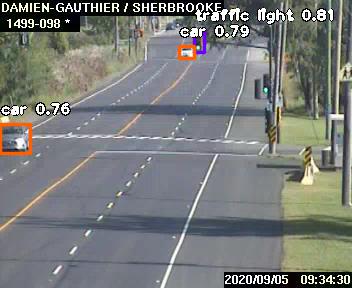 DAMIEN-GAUTHIER / SHERBROOKE
traffic light 0.81
1499-098 *
car 0.79
car 0.76
2020/09/05 09:34:30